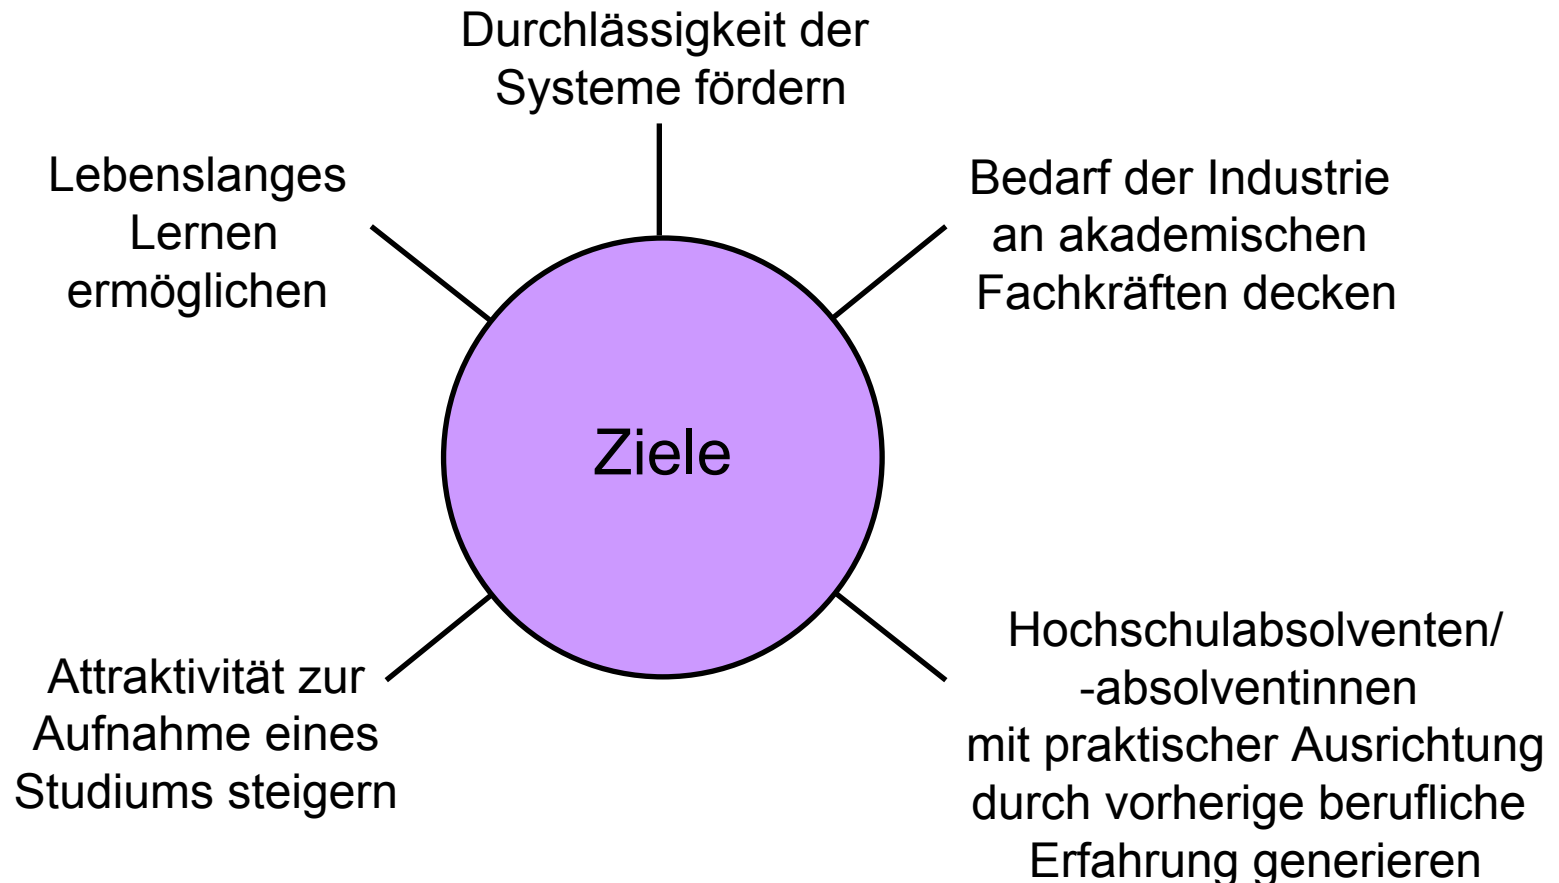 Durchlässigkeit der
Systeme fördern
Lebenslanges
Lernen
ermöglichen
Bedarf der Industrie
an akademischen
Fachkräften decken
Ziele
Attraktivität zur
Aufnahme eines
Studiums steigern
Hochschulabsolventen/
-absolventinnen
mit praktischer Ausrichtung
durch vorherige berufliche
Erfahrung generieren